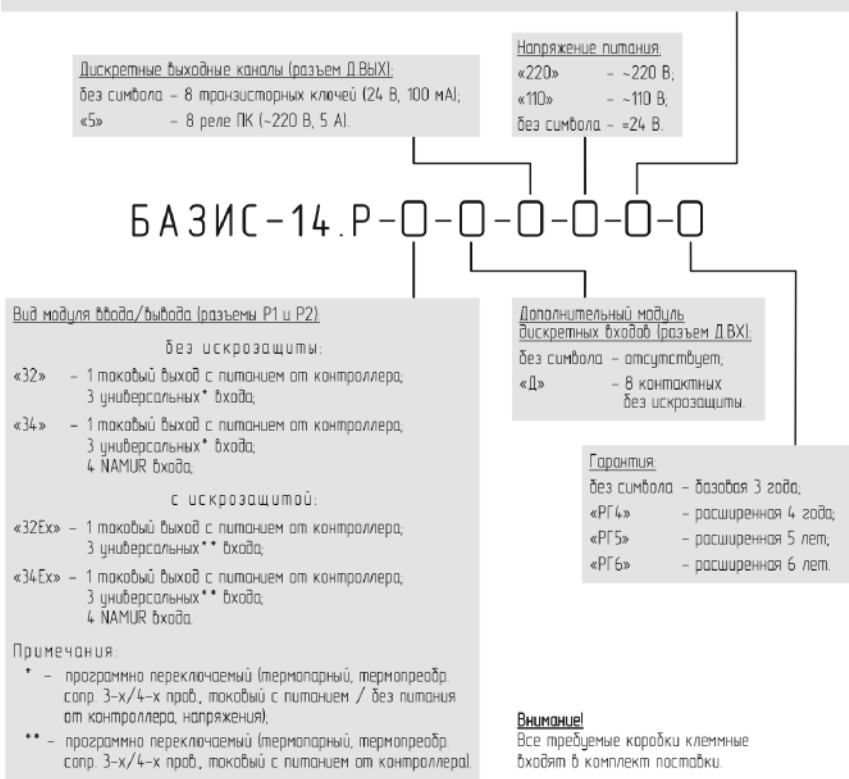 Дискретные выходные каналы (разъем Д.ВЫХ):
без символа – 8 транзисторных ключей (24 В, 100 мА);
«5» – 8 реле ПК (~220 В, 5 А).
Напряжение питания:
«220» – ~220 В;
«110» – ~110 В;
без символа – =24 В.
БАЗИС-14.Р-□-□-□-□-□-□
Вид модуля ввода/вывода (разъемы Р1 и Р2):
без искрозащиты:
«32» – 1 токовый выход с питанием от контроллера;
3 универсальных* входа;
«34» – 1 токовый выход с питанием от контроллера;
3 универсальных* входа;
4 NAMUR входа;
с искрозащитой:
«32Ех» – 1 токовый выход с питанием от контроллера;
3 универсальных** входа;
«34Ех» – 1 токовый выход с питанием от контроллера;
3 универсальных** входа;
4 NAMUR входа.
Примечания:
* – программно переключаемый (термопарный, термопреобр.
сопр. 3-х/4-х пров., токовый с питанием / без питания
от контроллера, напряжения);
** – программно переключаемый (термопарный, термопреобр.
сопр. 3-х/4-х пров., токовый с питанием от контроллера).
Дополнительный модуль
дискретных входов (разъем Д.ВХ):
без символа – отсутствует;
«Д» – 8 контактных
без искрозащиты.
Гарантия:
без символа – базовая 3 года;
«РГ4» – расширенная 4 года;
«РГ5» – расширенная 5 лет;
«РГ6» – расширенная 6 лет.
Внимание!
Все требуемые коробки клеммные
входят в комплект поставки.